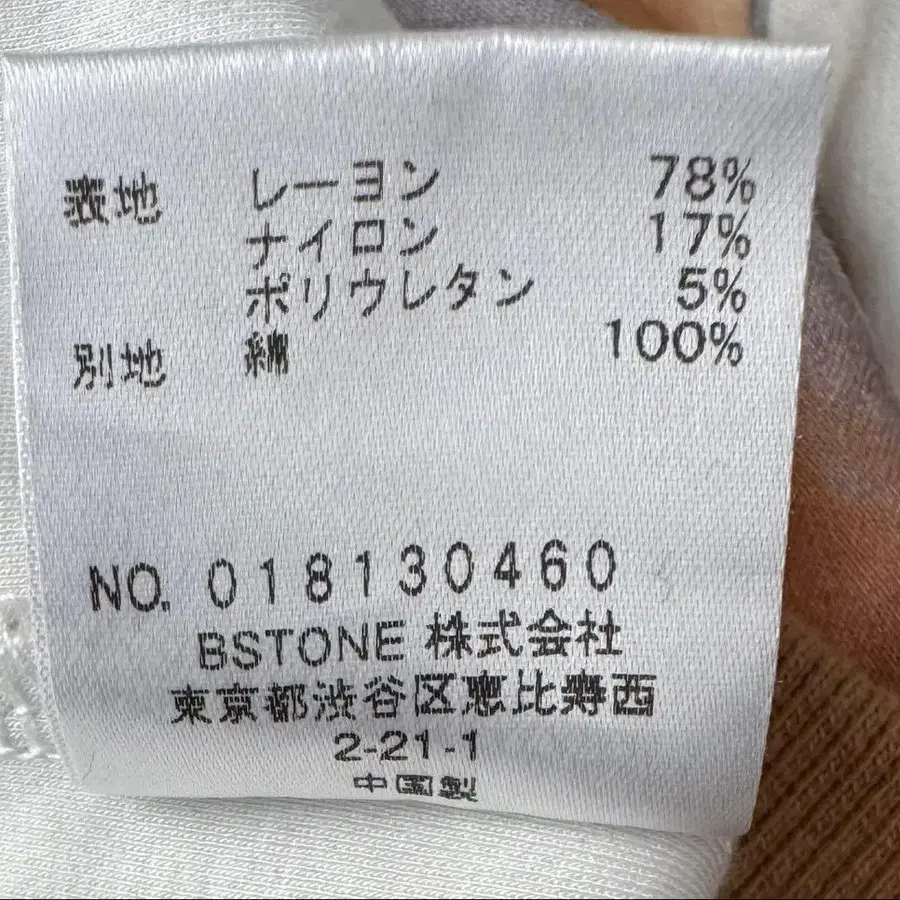 表地 レーヨン 78%
ナイロン 17%
ポリウレタン 5%
別地 綿 100%
NO. 018130460
BSTONE 株式会社
東京都渋谷区恵比寿西
2-21-1
中国製